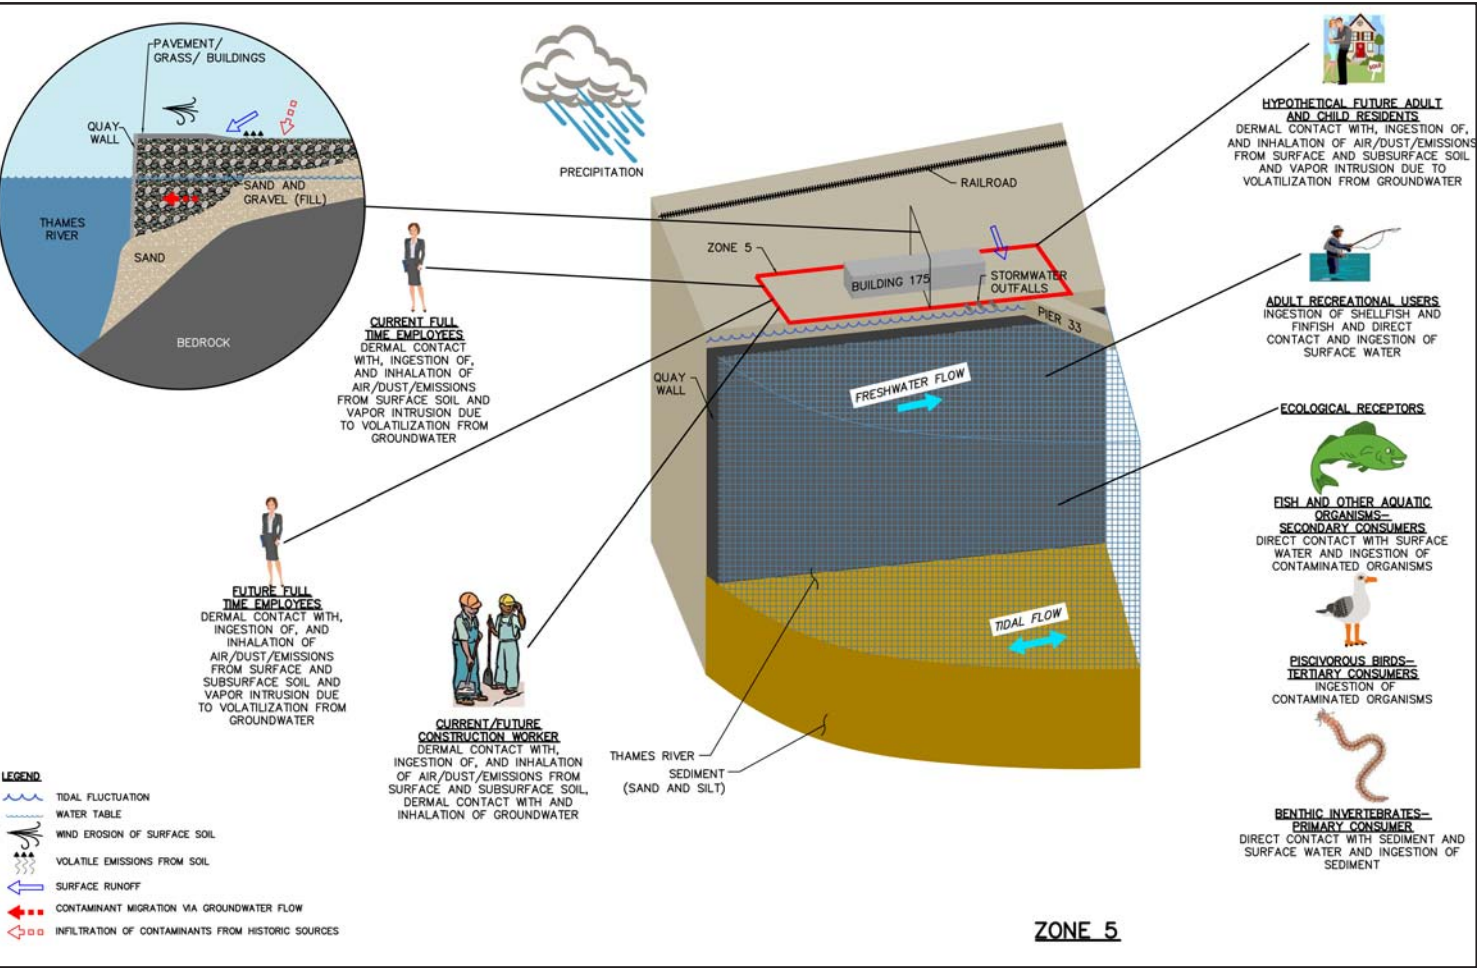 PAVEMENT/
GRASS/ BUILDINGS
QUAY
WALL
SAND AND
GRAVEL (FILL)
THAMES
RIVER
SAND
BEDROCK
PRECIPITATION
RAILROAD
ZONE 5
BUILDING 175
STORMWATER
OUTFALLS
PIER 33
QUAY
WALL
FRESHWATER FLOW
TIDAL FLOW
THAMES RIVER
SEDIMENT
(SAND AND SILT)
CURRENT FULL
TIME EMPLOYEES
DERMAL CONTACT
WITH, INGESTION OF,
AND INHALATION OF
AIR/DUST/EMISSIONS
FROM SURFACE SOIL AND
VAPOR INTRUSION DUE
TO VOLATILIZATION FROM
GROUNDWATER
FUTURE FULL
TIME EMPLOYEES
DERMAL CONTACT WITH,
INGESTION OF, AND
INHALATION OF
AIR/DUST/EMISSIONS
FROM SURFACE AND
SUBSURFACE SOIL AND
VAPOR INTRUSION DUE
TO VOLATILIZATION FROM
GROUNDWATER
CURRENT/FUTURE
CONSTRUCTION WORKER
DERMAL CONTACT WITH,
INGESTION OF, AND INHALATION
OF AIR/DUST/EMISSIONS FROM
SURFACE AND SUBSURFACE SOIL,
DERMAL CONTACT WITH AND
INHALATION OF GROUNDWATER
SOLD
HYPOTHETICAL FUTURE ADULT
AND CHILD RESIDENTS
DERMAL CONTACT WITH, INGESTION OF,
AND INHALATION OF AIR/DUST/EMISSIONS
FROM SURFACE AND SUBSURFACE SOIL
AND VAPOR INTRUSION DUE TO
VOLATILIZATION FROM GROUNDWATER
ADULT RECREATIONAL USERS
INGESTION OF SHELLFISH AND
FINFISH AND DIRECT
CONTACT AND INGESTION OF
SURFACE WATER
ECOLOGICAL RECEPTORS
FISH AND OTHER AQUATIC
ORGANISMS–
SECONDARY CONSUMERS
DIRECT CONTACT WITH SURFACE
WATER AND INGESTION OF
CONTAMINATED ORGANISMS
PISCIVOROUS BIRDS–
TERTIARY CONSUMERS
INGESTION OF
CONTAMINATED ORGANISMS
BENTHIC INVERTEBRATES–
PRIMARY CONSUMER
DIRECT CONTACT WITH SEDIMENT AND
SURFACE WATER AND INGESTION OF
SEDIMENT
LEGEND
TIDAL FLUCTUATION
WATER TABLE
WIND EROSION OF SURFACE SOIL
VOLATILE EMISSIONS FROM SOIL
SURFACE RUNOFF
CONTAMINANT MIGRATION VIA GROUNDWATER FLOW
INFILTRATION OF CONTAMINANTS FROM HISTORIC SOURCES
ZONE 5